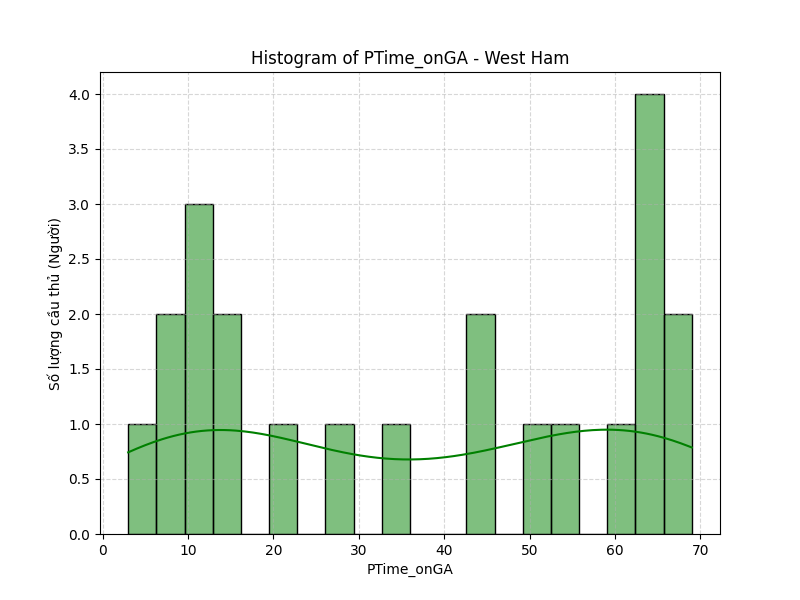 Histogram of PTime_onGA - West Ham
Số lượng cầu thủ (Người)
4.0
3.5
3.0
2.5
2.0
1.5
1.0
0.5
0.0
0 10 20 30 40 50 60 70
PTime_onGA